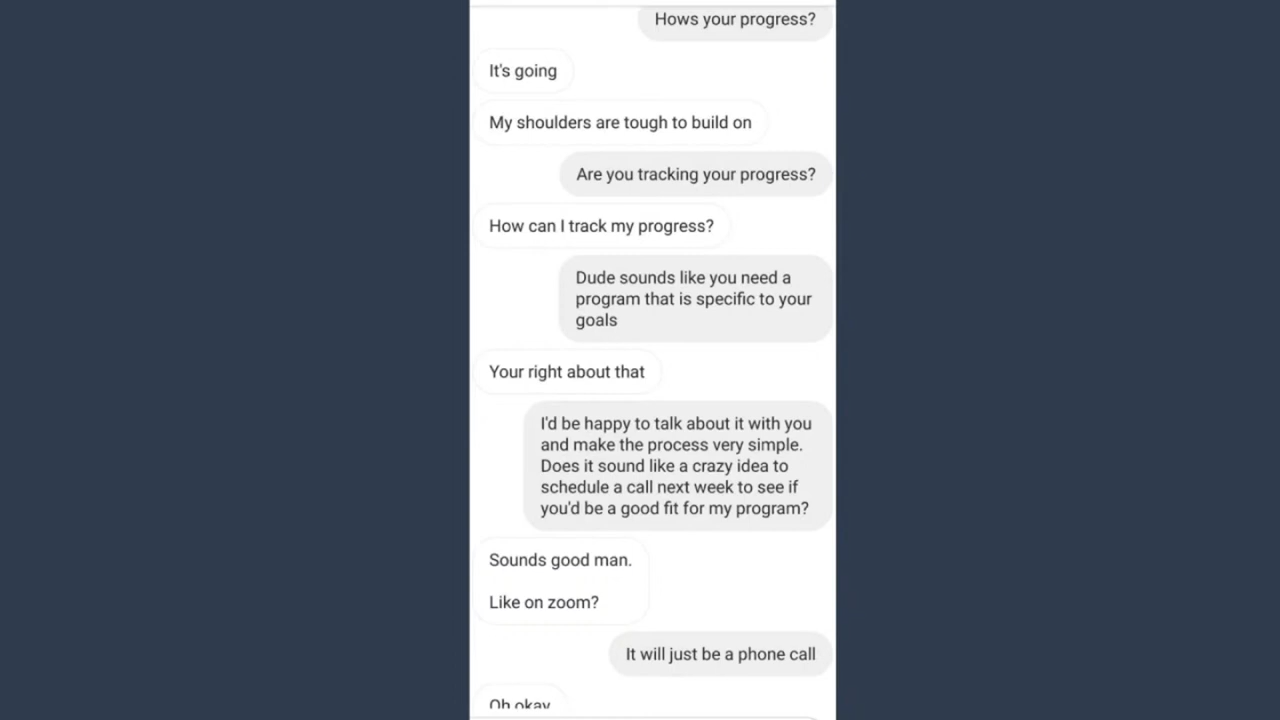 Hows your progress?
It's going
My shoulders are tough to build on
Are you tracking your progress?
How can I track my progress?
Dude sounds like you need a
program that is specific to your
goals
Your right about that
I'd be happy to talk about it with you
and make the process very simple.
Does it sound like a crazy idea to
schedule a call next week to see if
you'd be a good fit for my program?
Sounds good man.
Like on zoom?
It will just be a phone call
Oh okay